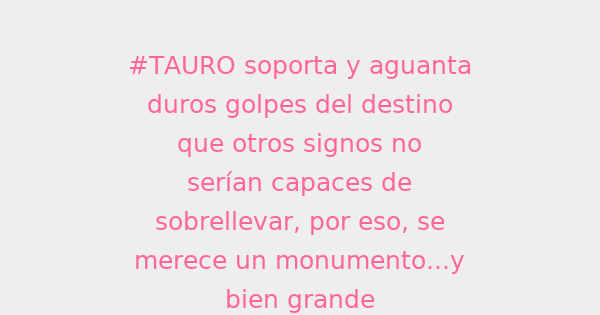 #TAURO soporta y aguanta
duros golpes del destino
que otros signos no
serían capaces de
sobrellevar, por eso, se
merece un monumento...y
bien grande